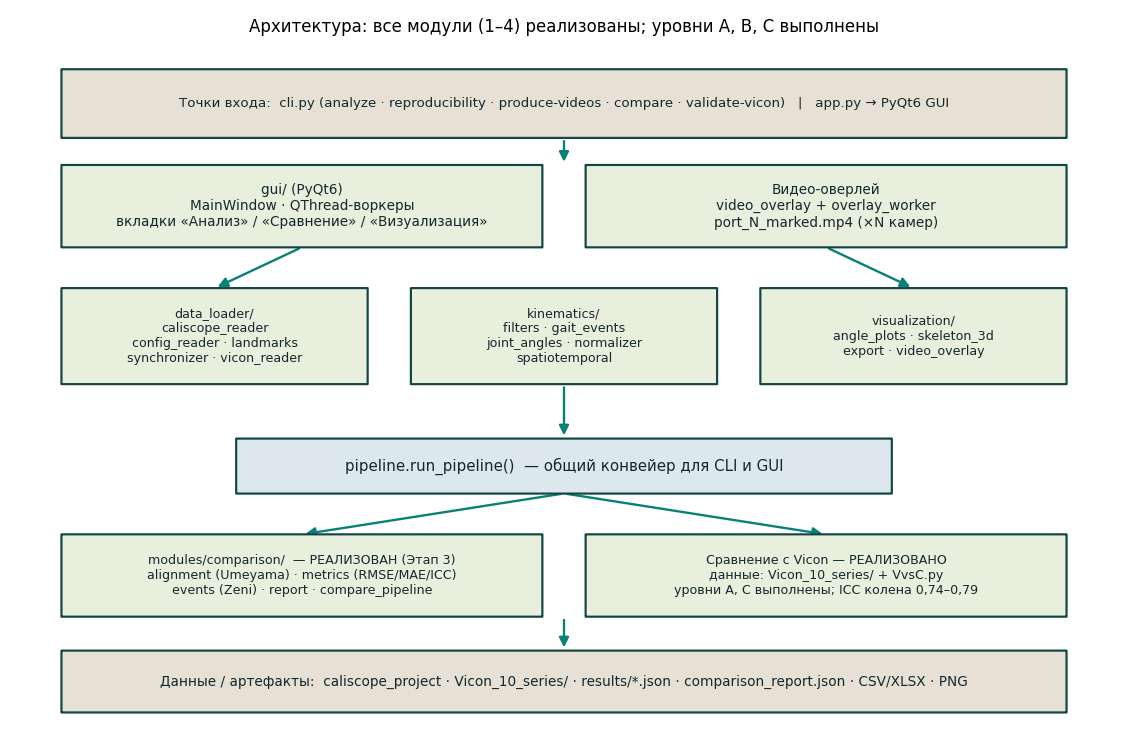 Архитектура: все модули (1–4) реализованы; уровни A, B, C выполнены
Точки входа:  cli.py (analyze · reproducibility · produce-videos · compare · validate-vicon)   |   app.py → PyQt6 GUI
gui/ (PyQt6)
MainWindow · QThread-воркеры
вкладки «Анализ» / «Сравнение» / «Визуализация»
Видео-оверлей
video_overlay + overlay_worker
port_N_marked.mp4 (×N камер)
data_loader/
caliscope_reader
config_reader · landmarks
synchronizer · vicon_reader
kinematics/
filters · gait_events
joint_angles · normalizer
spatiotemporal
visualization/
angle_plots · skeleton_3d
export · video_overlay
pipeline.run_pipeline()  — общий конвейер для CLI и GUI
modules/comparison/  — РЕАЛИЗОВАН (Этап 3)
alignment (Umeyama) · metrics (RMSE/MAE/ICC)
events (Zeni) · report · compare_pipeline
Сравнение с Vicon — РЕАЛИЗОВАНО
данные: Vicon_10_series/ + VvsC.py
уровни A, C выполнены; ICC колена 0,74–0,79
Данные / артефакты:  caliscope_project · Vicon_10_series/ · results/*.json · comparison_report.json · CSV/XLSX · PNG